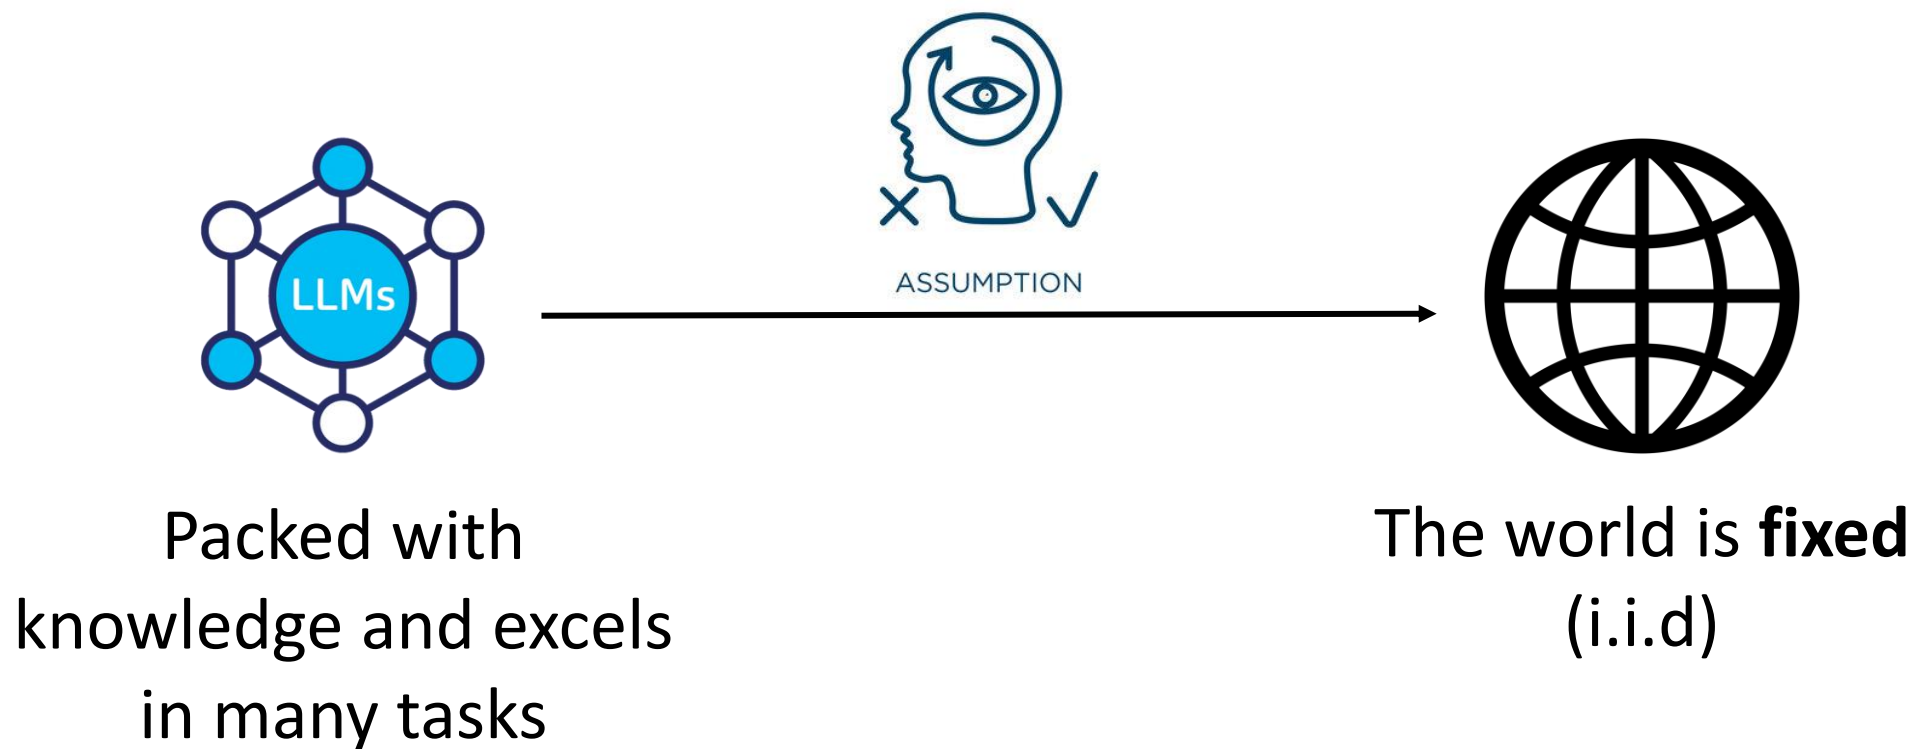 LLMs
ASSUMPTION
Packed with
knowledge and excels
in many tasks
The world is fixed
(i.i.d)